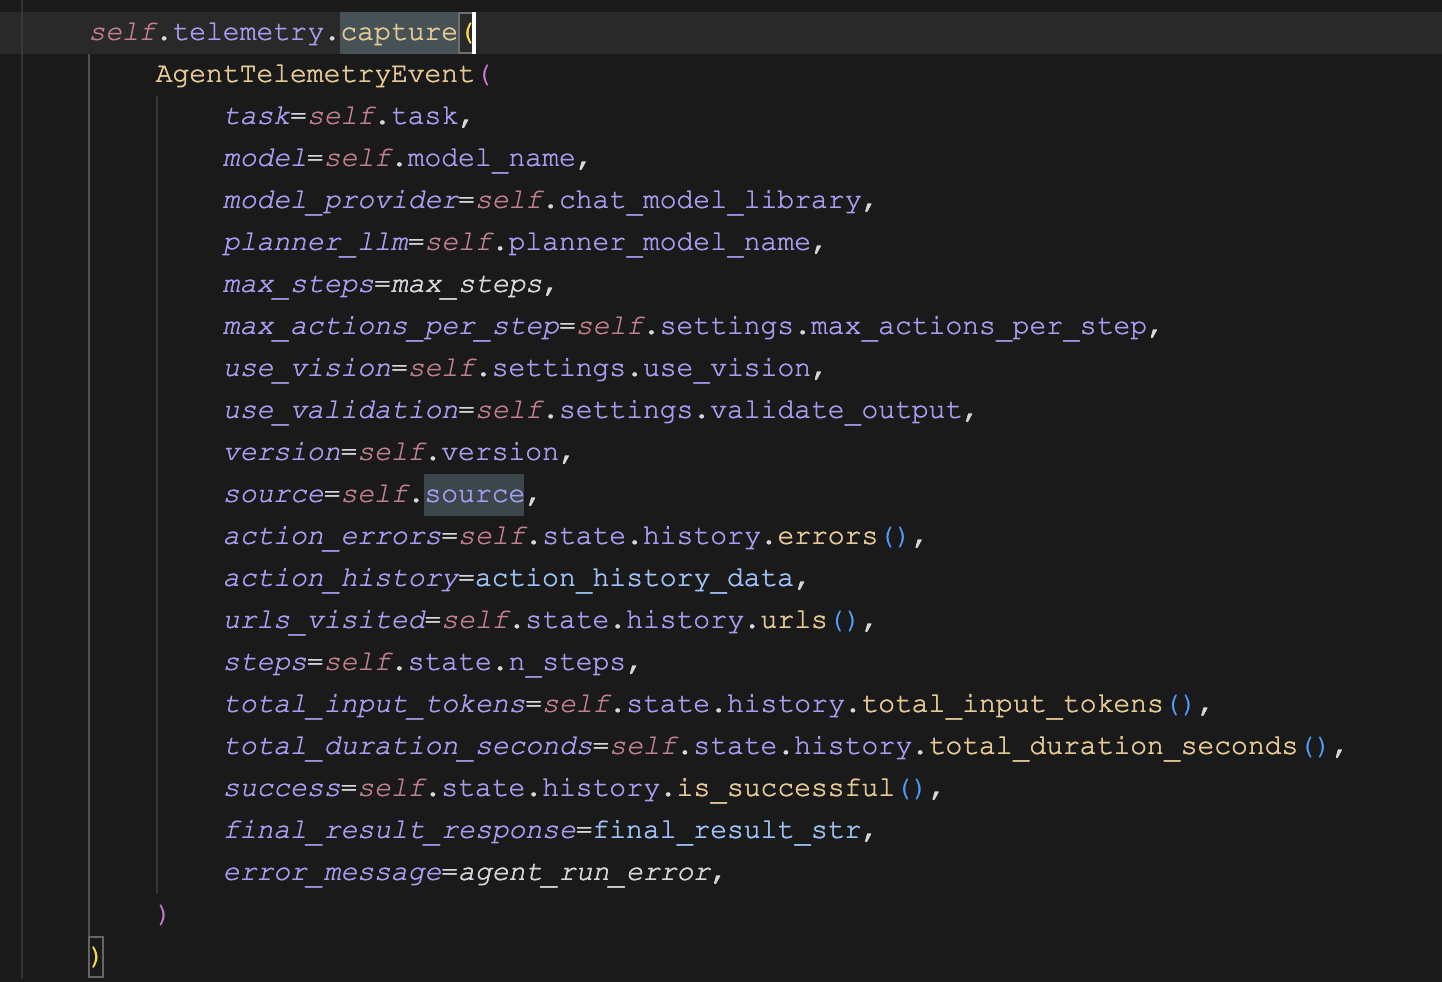 self.telemetry.capture(
AgentTelemetryEvent(
task=self.task,
model=self.model_name,
model_provider=self.chat_model_library,
planner_llm=self.planner_model_name,
max_steps=max_steps,
max_actions_per_step=self.settings.max_actions_per_step,
use_vision=self.settings.use_vision,
use_validation=self.settings.validate_output,
version=self.version,
source=self.source,
action_errors=self.state.history.errors(),
action_history=action_history_data,
urls_visited=self.state.history.urls(),
steps=self.state.n_steps,
total_input_tokens=self.state.history.total_input_tokens(),
total_duration_seconds=self.state.history.total_duration_seconds(),
success=self.state.history.is_successful(),
final_result_response=final_result_str,
error_message=agent_run_error,
)
)